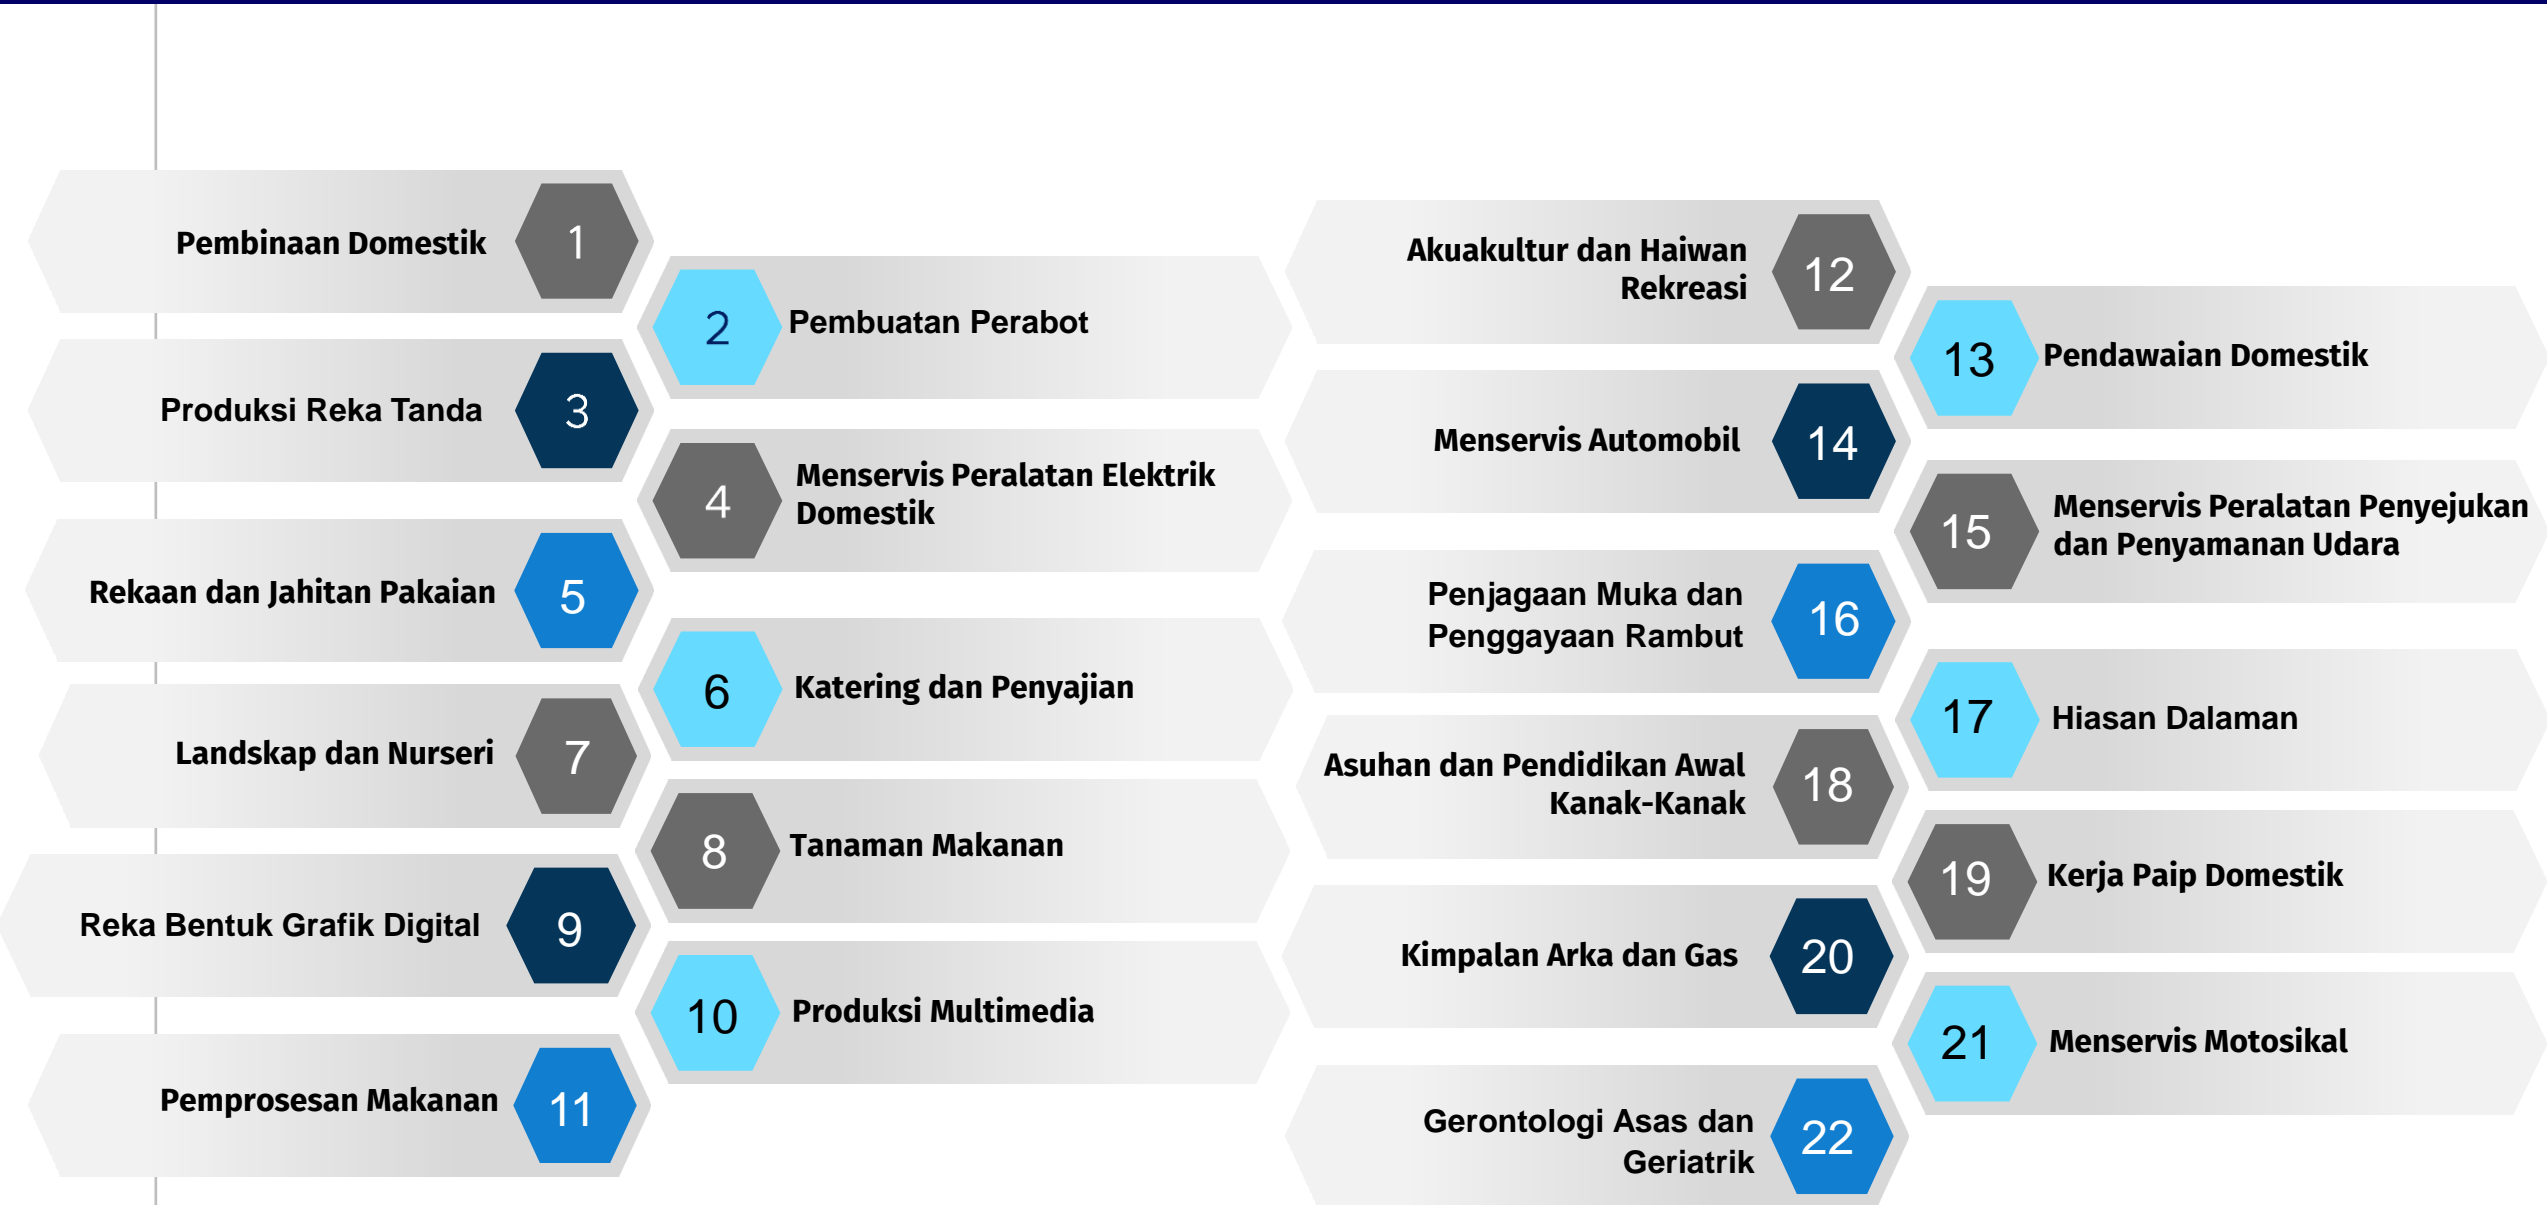 Pembinaan Domestik
1
2
Pembuatan Perabot
Produksi Reka Tanda
3
4
Menservis Peralatan Elektrik
Domestik
Rekaan dan Jahitan Pakaian
5
6
Katering dan Penyajian
Landskap dan Nurseri
7
8
Tanaman Makanan
Reka Bentuk Grafik Digital
9
10
Produksi Multimedia
Pemprosesan Makanan
11
Akuakultur dan Haiwan
Rekreasi
12
13
Pendawaian Domestik
Menservis Automobil
14
15
Menservis Peralatan Penyejukan
dan Penyamanan Udara
Penjagaan Muka dan
Penggayaan Rambut
16
17
Hiasan Dalaman
Asuhan dan Pendidikan Awal
Kanak-Kanak
18
19
Kerja Paip Domestik
Kimpalan Arka dan Gas
20
21
Menservis Motosikal
Gerontologi Asas dan
Geriatrik
22